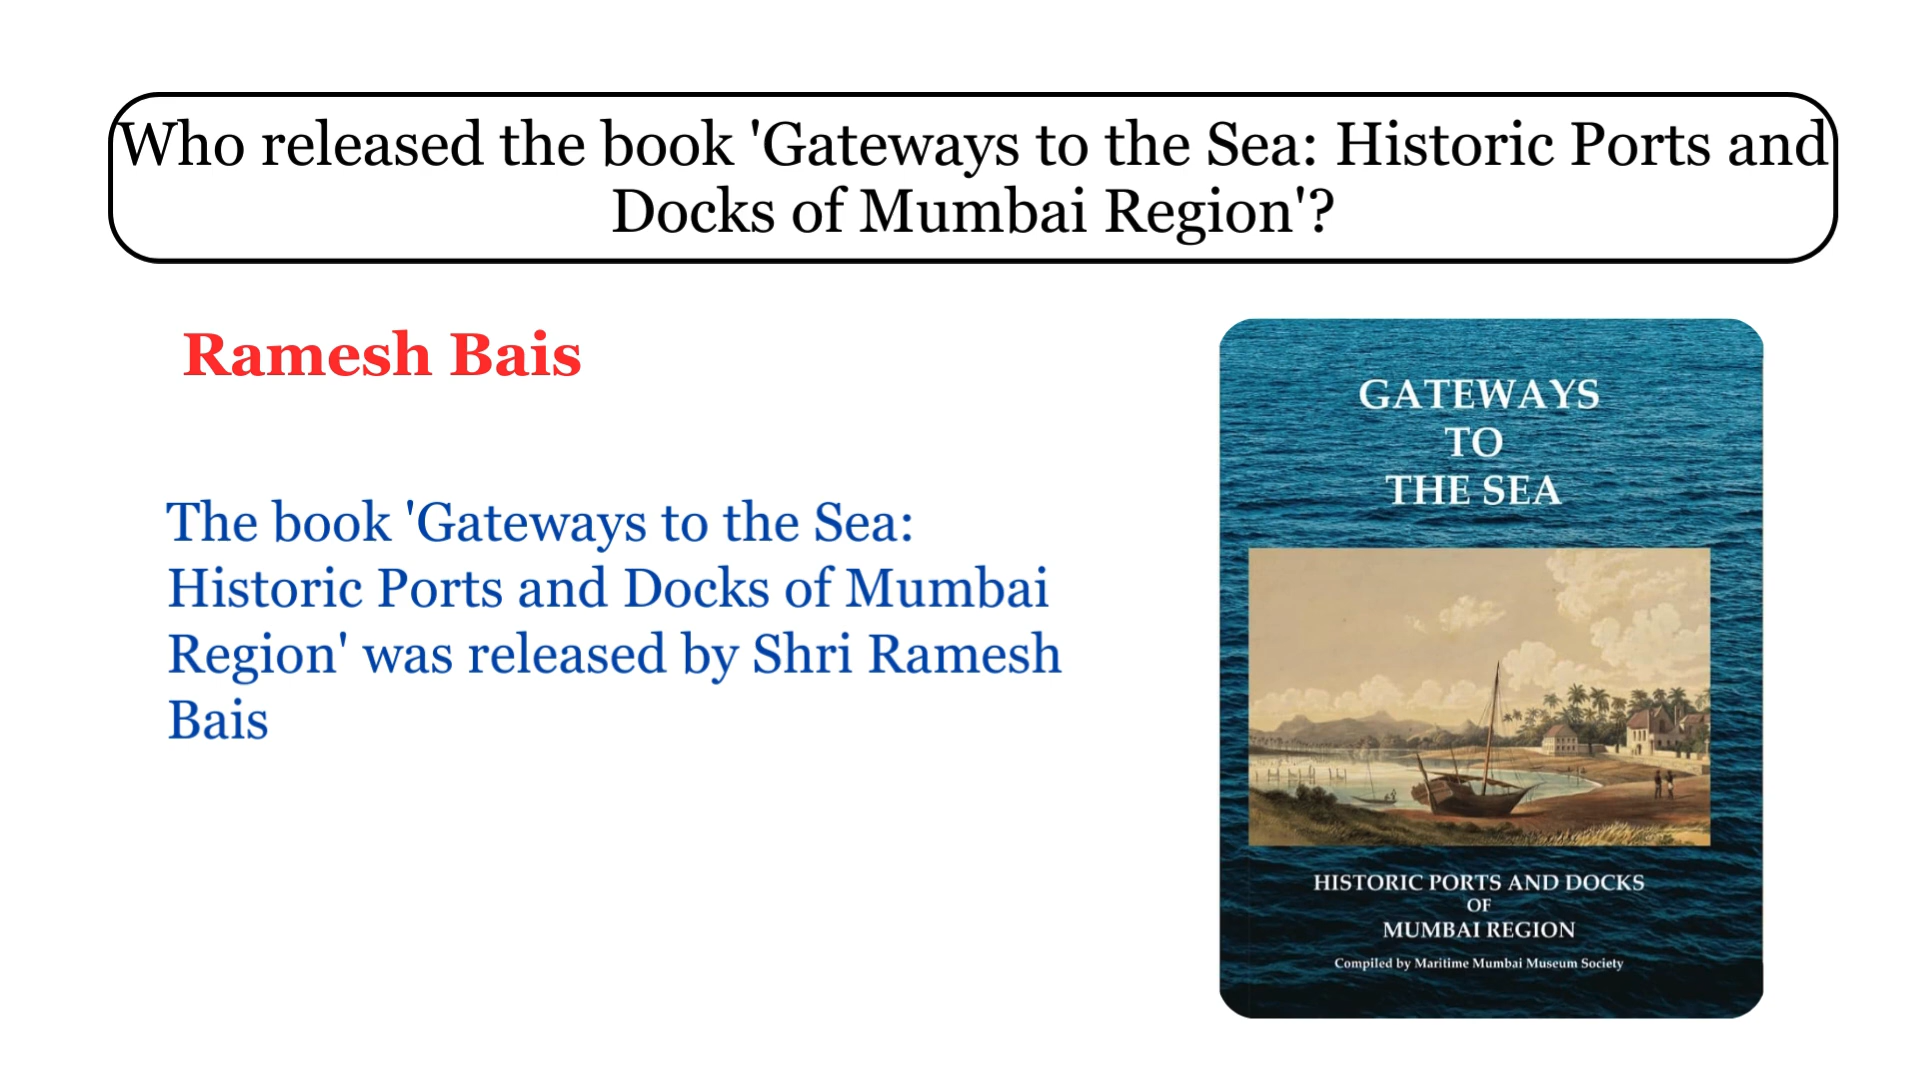 Who released the book 'Gateways to the Sea: Historic Ports and
Docks of Mumbai Region'?
Ramesh Bais
The book 'Gateways to the Sea:
Historic Ports and Docks of Mumbai
Region' was released by Shri Ramesh
Bais
GATEWAYS
TO
THE SEA
HISTORIC PORTS AND DOCKS
OF
MUMBAI REGION
Compiled by Maritime Mumbai Museum Society